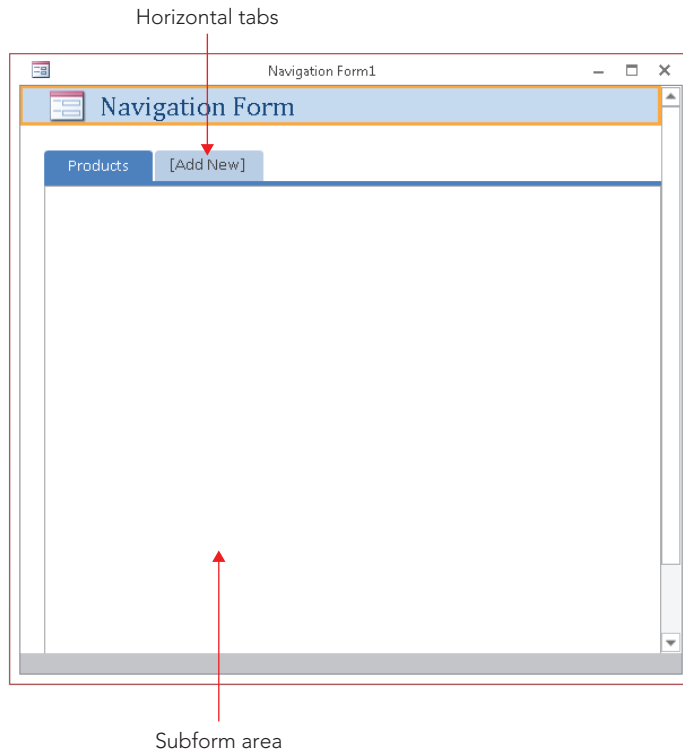 Horizontal tabs
Navigation Form1
Navigation Form
Products [Add New]
Subform area